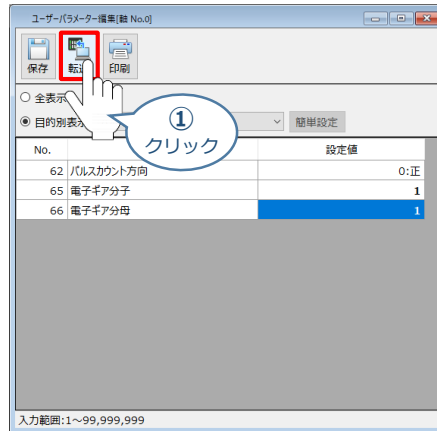 ユーザーパラメーター編集[軸 No.0]
保存 転送 印刷
全表示
目的別表示 簡単設定
①
クリック
No. 設定値
62 パルスカウント方向 0:正
65 電子ギア分子 1
66 電子ギア分母 1
入力範囲:1～99,999,999